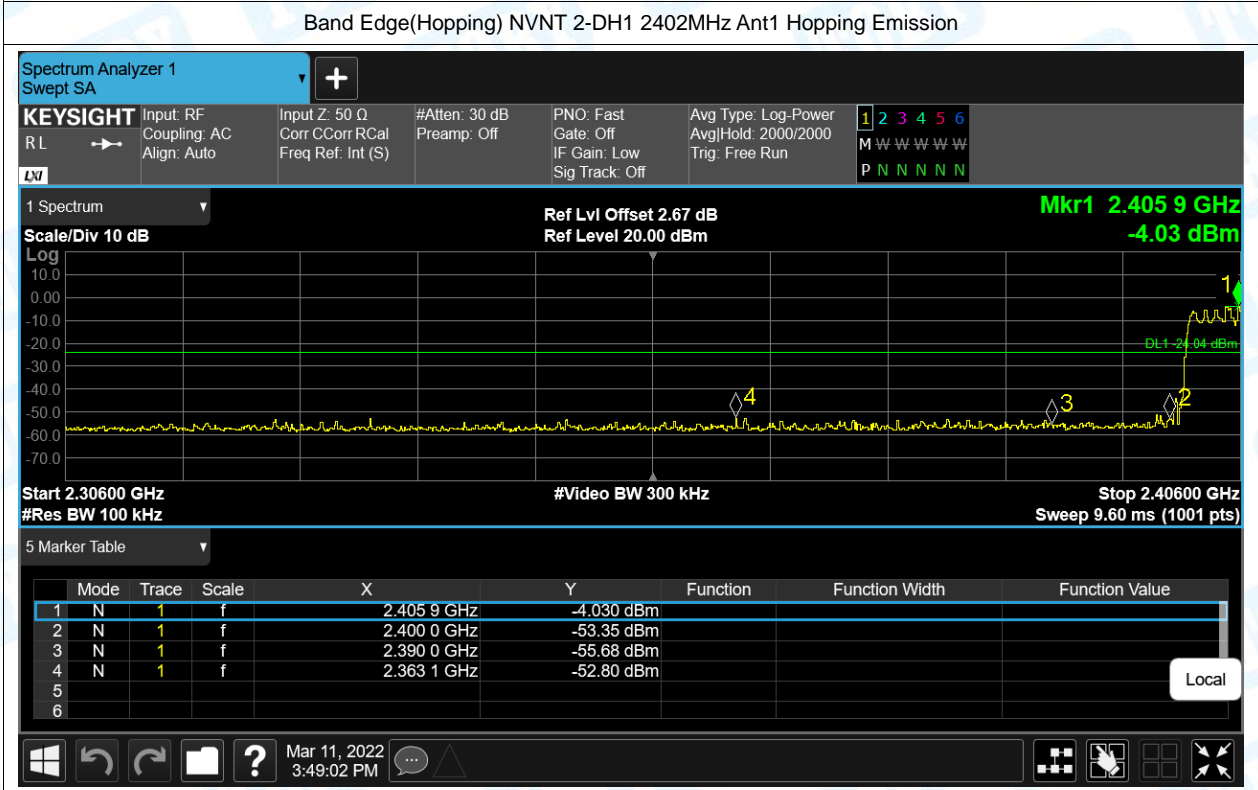 Band Edge(Hopping) NVNT 2-DH1 2402MHz Ant1 Hopping Emission
Spectrum Analyzer 1
Swept SA
KEYSIGHT
R L
LXI
Input: RF
Coupling: AC
Align: Auto
Input Z: 50 Ω
Corr CCorr RCal
Freq Ref: Int (S)
#Atten: 30 dB
Preamp: Off
PNO: Fast
Gate: Off
IF Gain: Low
Sig Track: Off
Avg Type: Log-Power
Avg|Hold: 2000/2000
Trig: Free Run
1 2 3 4 5 6
M W W W W W
P N N N N N
1 Spectrum
Scale/Div 10 dB
Log
Ref Lvl Offset 2.67 dB
Ref Level 20.00 dBm
Mkr1 2.405 9 GHz
-4.03 dBm
10.0
0.00
-10.0
-20.0
-30.0
-40.0
-50.0
-60.0
-70.0
1
DL1 -24.04 dBm
4
3
2
Start 2.30600 GHz
#Res BW 100 kHz
#Video BW 300 kHz
Stop 2.40600 GHz
Sweep 9.60 ms (1001 pts)
5 Marker Table
Mode Trace Scale X Y Function Function Width Function Value
1 N 1 f 2.405 9 GHz -4.030 dBm
2 N 1 f 2.400 0 GHz -53.35 dBm
3 N 1 f 2.390 0 GHz -55.68 dBm
4 N 1 f 2.363 1 GHz -52.80 dBm
5
6
Local
?
Mar 11, 2022
3:49:02 PM